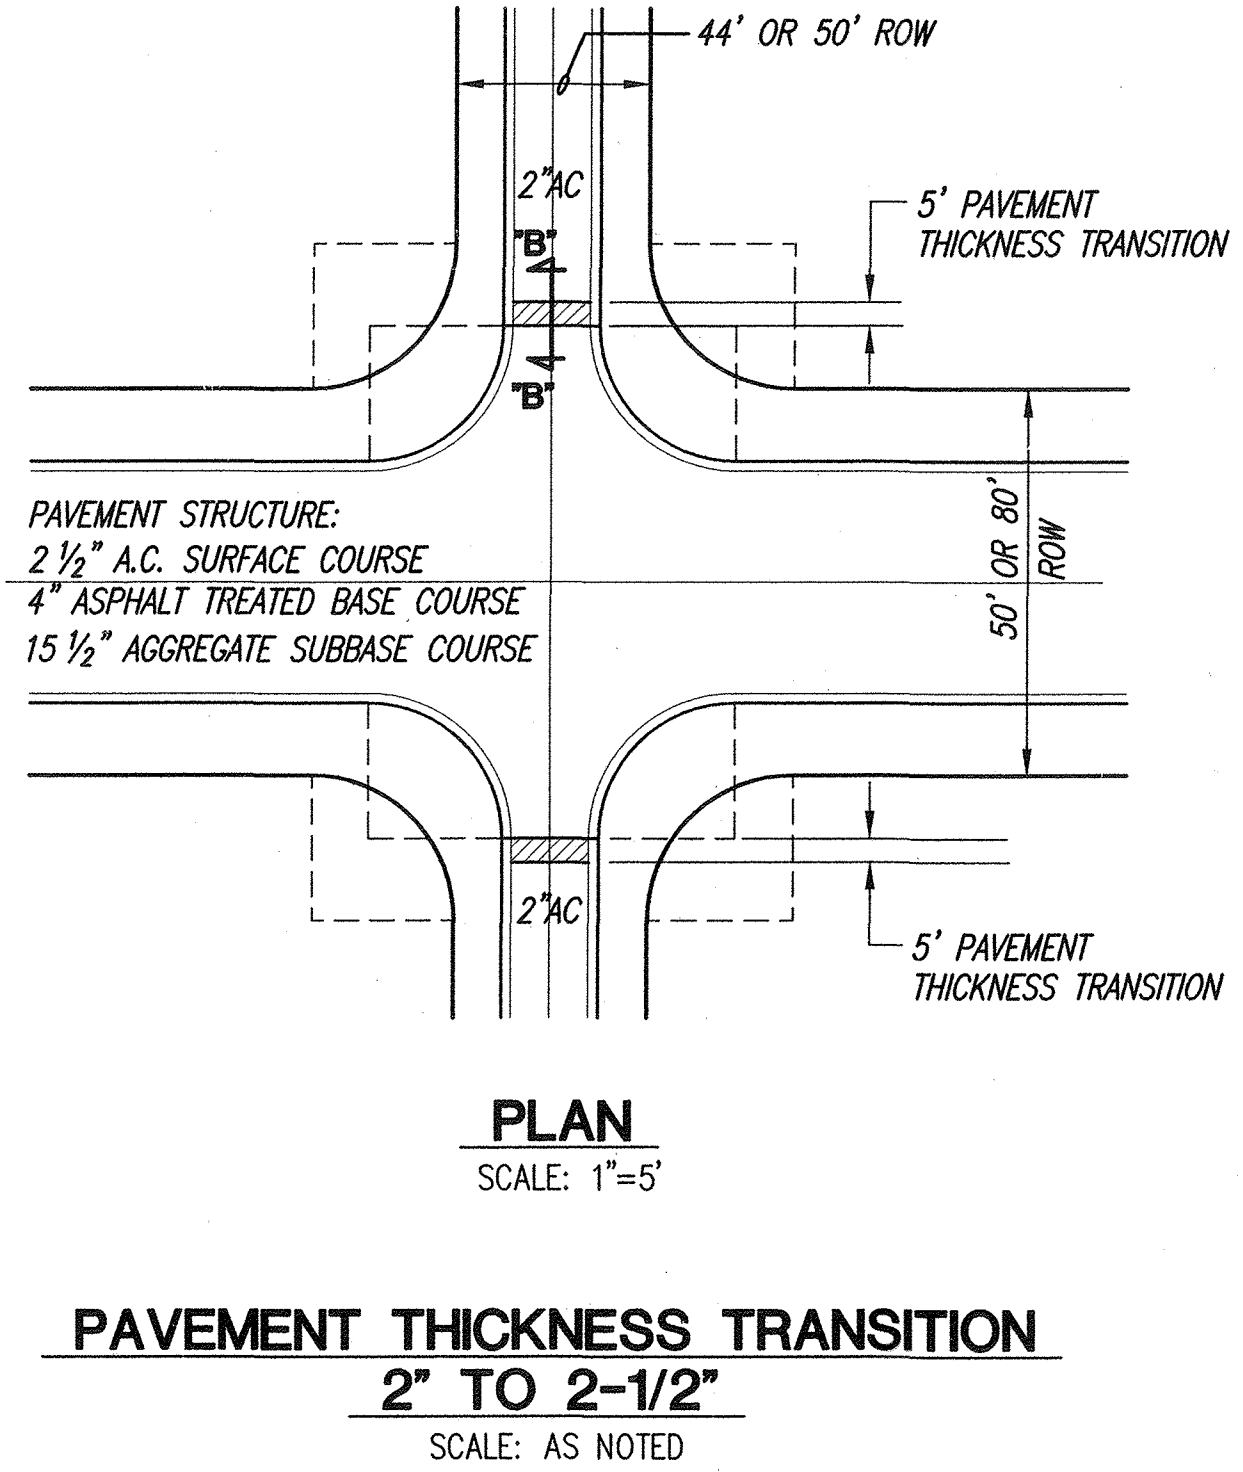 44' OR 50' ROW
2" AC
5' PAVEMENT
THICKNESS TRANSITION
"B"
"B"
50' OR 80'
ROW
PAVEMENT STRUCTURE:
2 ½" A.C. SURFACE COURSE
4" ASPHALT TREATED BASE COURSE
15 ½" AGGREGATE SUBBASE COURSE
2" AC
5' PAVEMENT
THICKNESS TRANSITION
PLAN
SCALE: 1"=5'
PAVEMENT THICKNESS TRANSITION
2" TO 2-1/2"
SCALE: AS NOTED